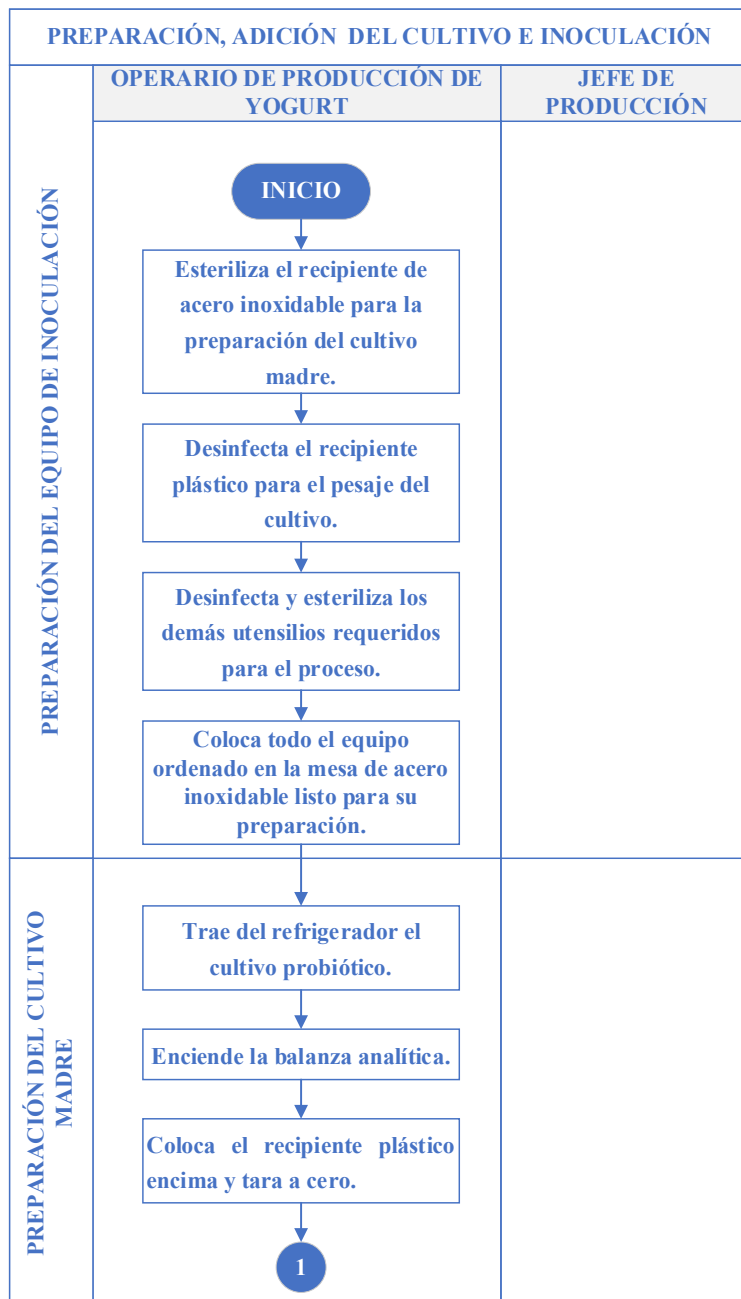 PREPARACIÓN, ADICIÓN DEL CULTIVO E INOCULACIÓN
OPERARIO DE PRODUCCIÓN DE
YOGURT
JEFE DE
PRODUCCIÓN
PREPARACIÓN DEL EQUIPO DE INOCULACIÓN
INICIO
Esteriliza el recipiente de
acero inoxidable para la
preparación del cultivo
madre.
Desinfecta el recipiente
plástico para el pesaje del
cultivo.
Desinfecta y esteriliza los
demás utensilios requeridos
para el proceso.
Coloca todo el equipo
ordenado en la mesa de acero
inoxidable listo para su
preparación.
PREPARACIÓN DEL CULTIVO
MADRE
Trae del refrigerador el
cultivo probiótico.
Enciende la balanza analítica.
Coloca el recipiente plástico
encima y tara a cero.
1